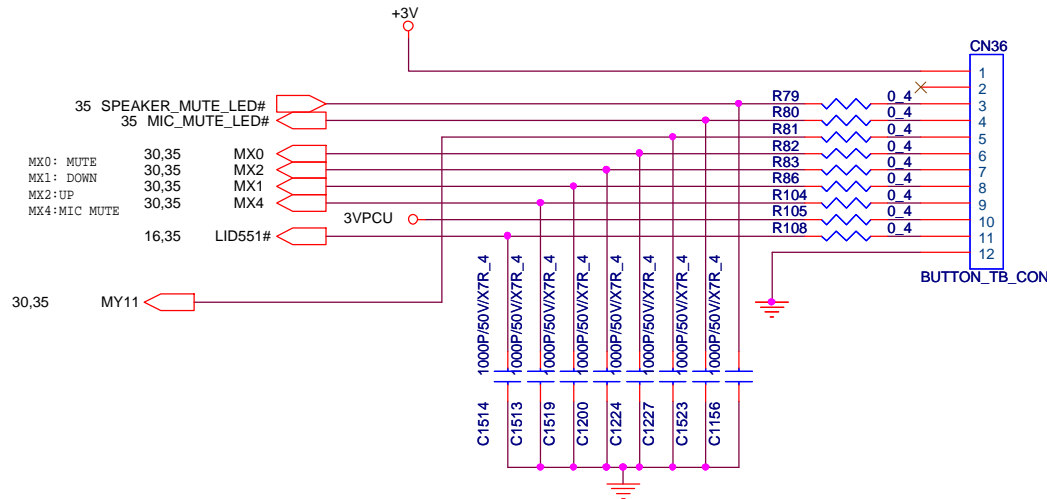 +3V
CN36
1
2
35 SPEAKER_MUTE_LED# R79 0_4 3
35 MIC_MUTE_LED# R80 0_4 4
R81 0_4 5
MX0: MUTE 30,35 MX0 R82 0_4 6
MX1: DOWN 30,35 MX2 R83 0_4 7
MX2:UP 30,35 MX1 R86 0_4 8
MX4:MIC MUTE 30,35 MX4 R104 0_4 9
3VPCU R105 0_4 10
16,35 LID551# R108 0_4 11
12
BUTTON_TB_CON
30,35 MY11
C1514 1000P/50V/X7R_4
C1513 1000P/50V/X7R_4
C1519 1000P/50V/X7R_4
C1200 1000P/50V/X7R_4
C1224 1000P/50V/X7R_4
C1227 1000P/50V/X7R_4
C1523 1000P/50V/X7R_4
C1156 1000P/50V/X7R_4